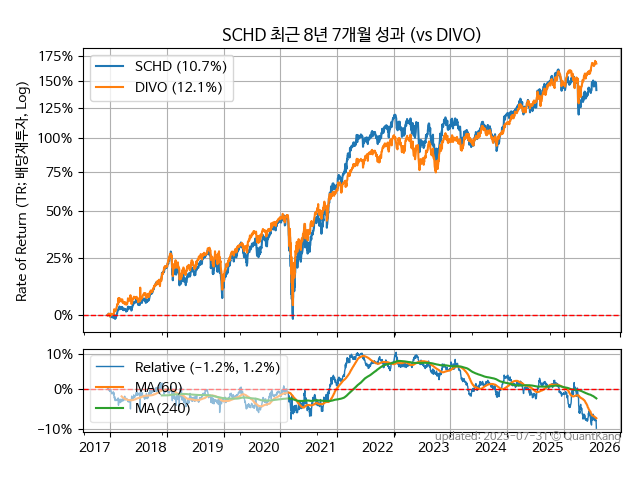 SCHD 최근 8년 7개월 성과 (vs DIVO)
Rate of Return (TR; 배당재투자, Log)
175%
150%
125%
100%
75%
50%
25%
0%
SCHD (10.7%)
DIVO (12.1%)
10%
0%
−10%
Relative (−1.2%, 1.2%)
MA(60)
MA(240)
2017 2018 2019 2020 2021 2022 2023 2024 2025 2026
updated: 2025-07-31 © QuantKang